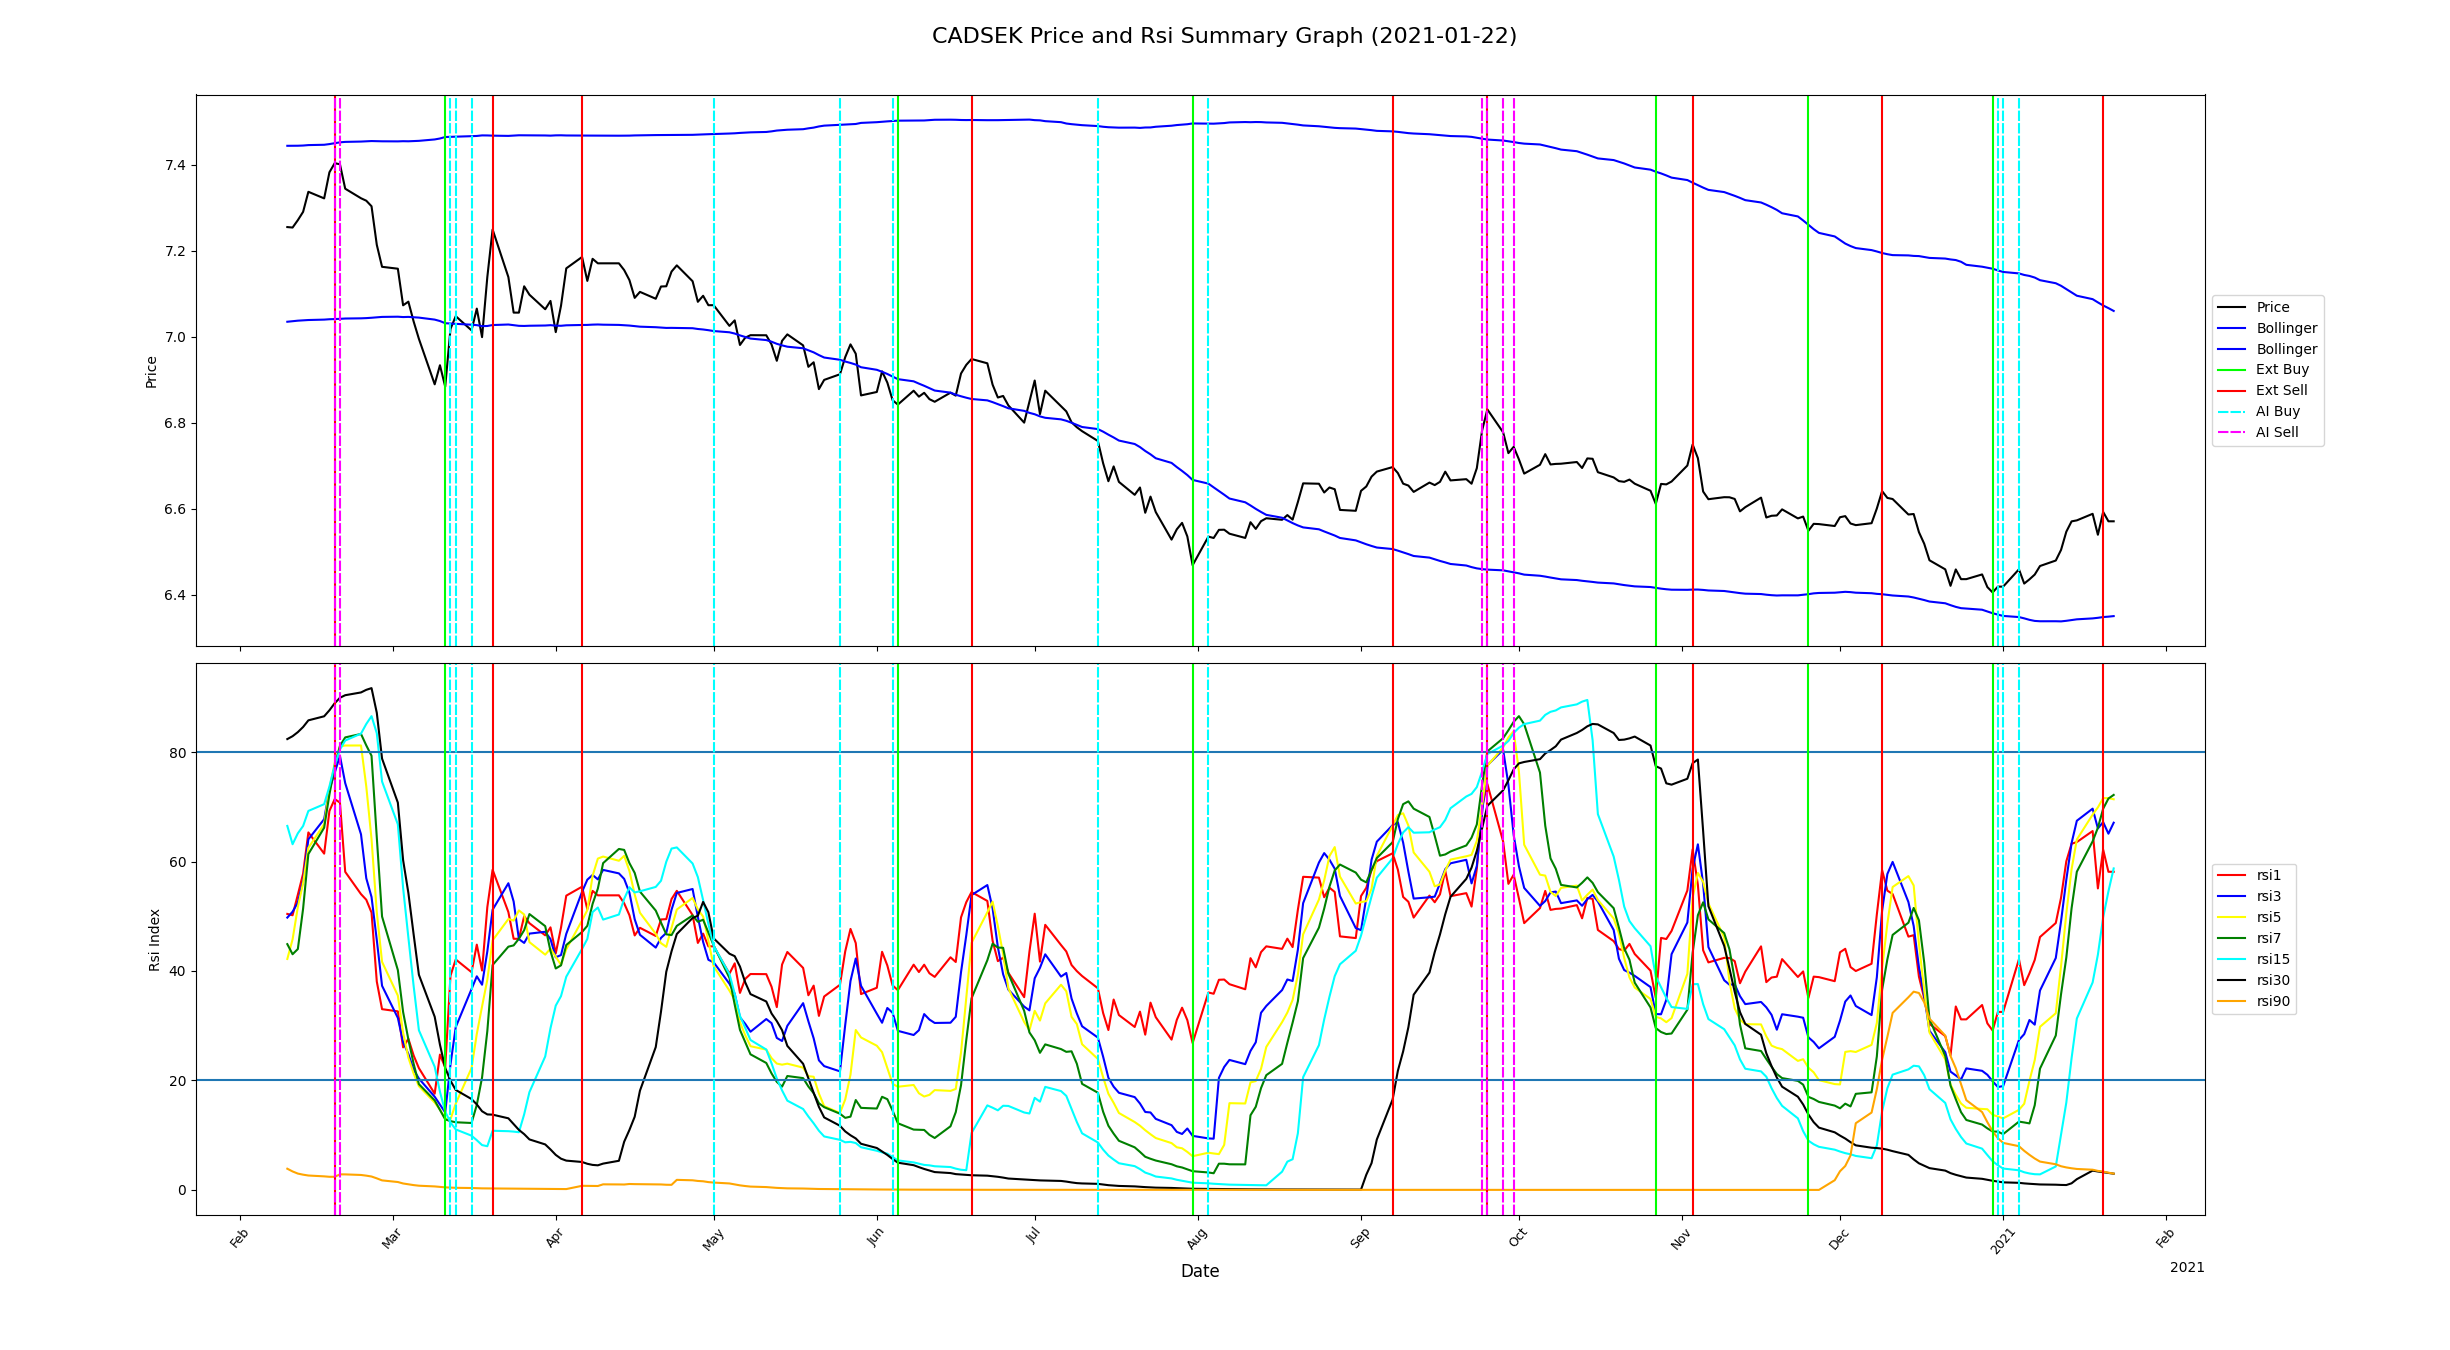 CADSEK Price and Rsi Summary Graph (2021-01-22)
Price
7.4
7.2
7.0
6.8
6.6
6.4
Price
Bollinger
Bollinger
Ext Buy
Ext Sell
AI Buy
AI Sell
Rsi Index
80
60
40
20
0
rsi1
rsi3
rsi5
rsi7
rsi15
rsi30
rsi90
Feb
Mar
Apr
May
Jun
Jul
Aug
Sep
Oct
Nov
Dec
2021
Feb
Date
2021